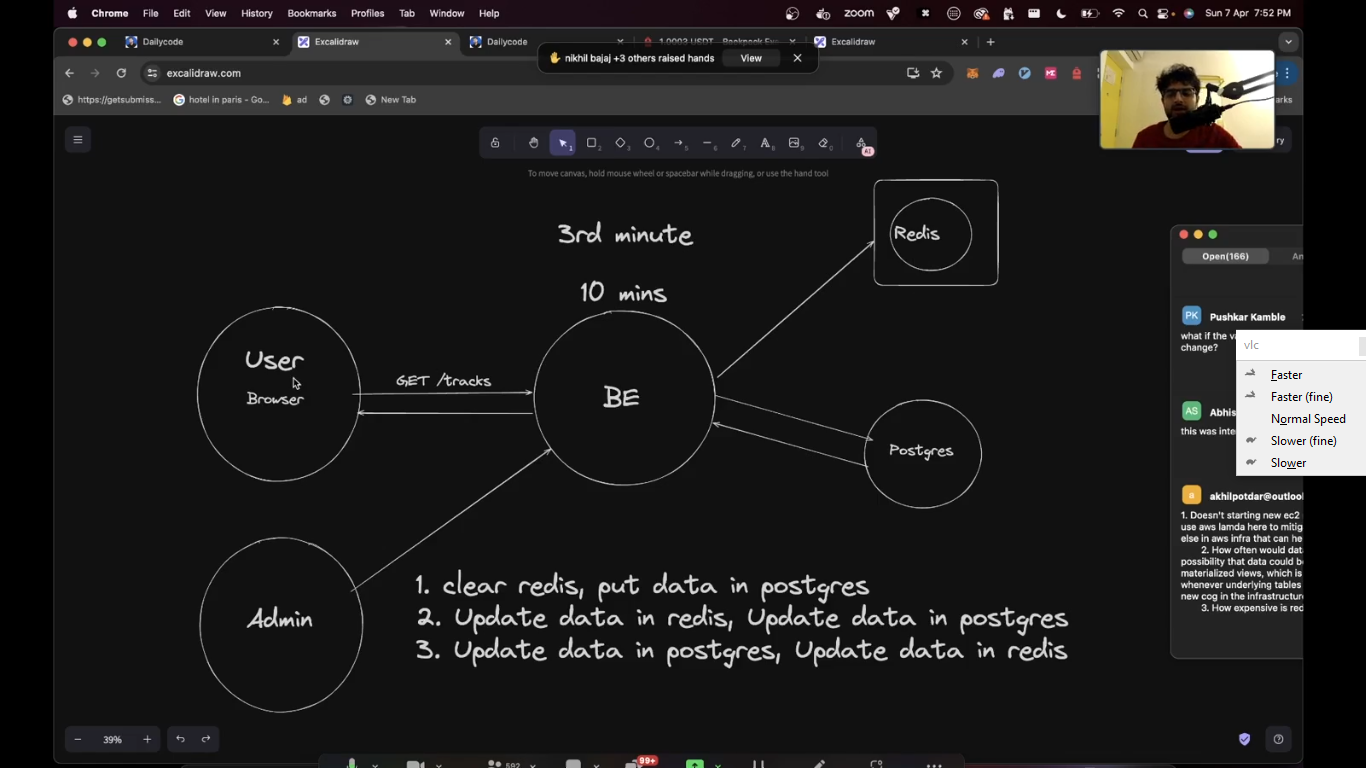 Chrome File Edit View History Bookmarks Profiles Tab Window Help
zoom
Sun 7 Apr 7:52 PM
Dailycode
Excalidraw
Dailycode
Excalidraw
nikhil bajaj +3 others raised hands
View
excalidraw.com
https://getsubmiss...
hotel in paris - Go...
ad
New Tab
To move canvas, hold mouse wheel or spacebar while dragging, or use the hand tool
3rd minute
10 mins
Redis
User
Browser
GET /tracks
BE
Postgres
Admin
1. clear redis, put data in postgres
2. Update data in redis, Update data in postgres
3. Update data in postgres, Update data in redis
Open(166)
An
PK Pushkar Kamble
what if the va
change?
AS Abhis
this was inte
a akhilpotdar@outloo
1. Doesn't starting new ec2
use aws lamda here to mitig
else in aws infra that can he
2. How often would dat
possibility that data could b
materialized views, which is
whenever underlying tables
new cog in the infrastructur
3. How expensive is red
vlc
Faster
Faster (fine)
Normal Speed
Slower (fine)
Slower
39%
592
99+